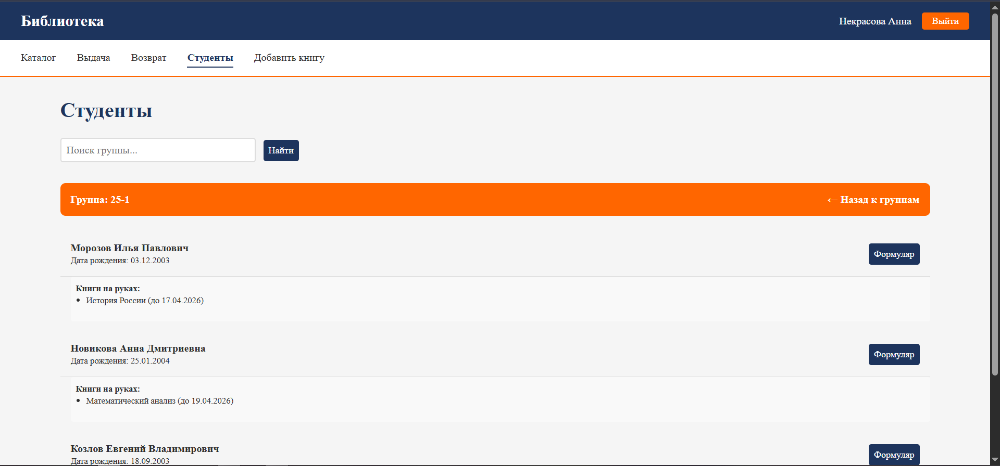 Библиотека
Некрасова Анна
Выйти
Каталог
Выдача
Возврат
Студенты
Добавить книгу
Студенты
Поиск группы...
Найти
Группа: 25-1
← Назад к группам
Морозов Илья Павлович
Дата рождения: 03.12.2003
Формуляр
Книги на руках:
• История России (до 17.04.2026)
Новикова Анна Дмитриевна
Дата рождения: 25.01.2004
Формуляр
Книги на руках:
• Математический анализ (до 19.04.2026)
Козлов Евгений Владимирович
Дата рождения: 18.09.2003
Формуляр